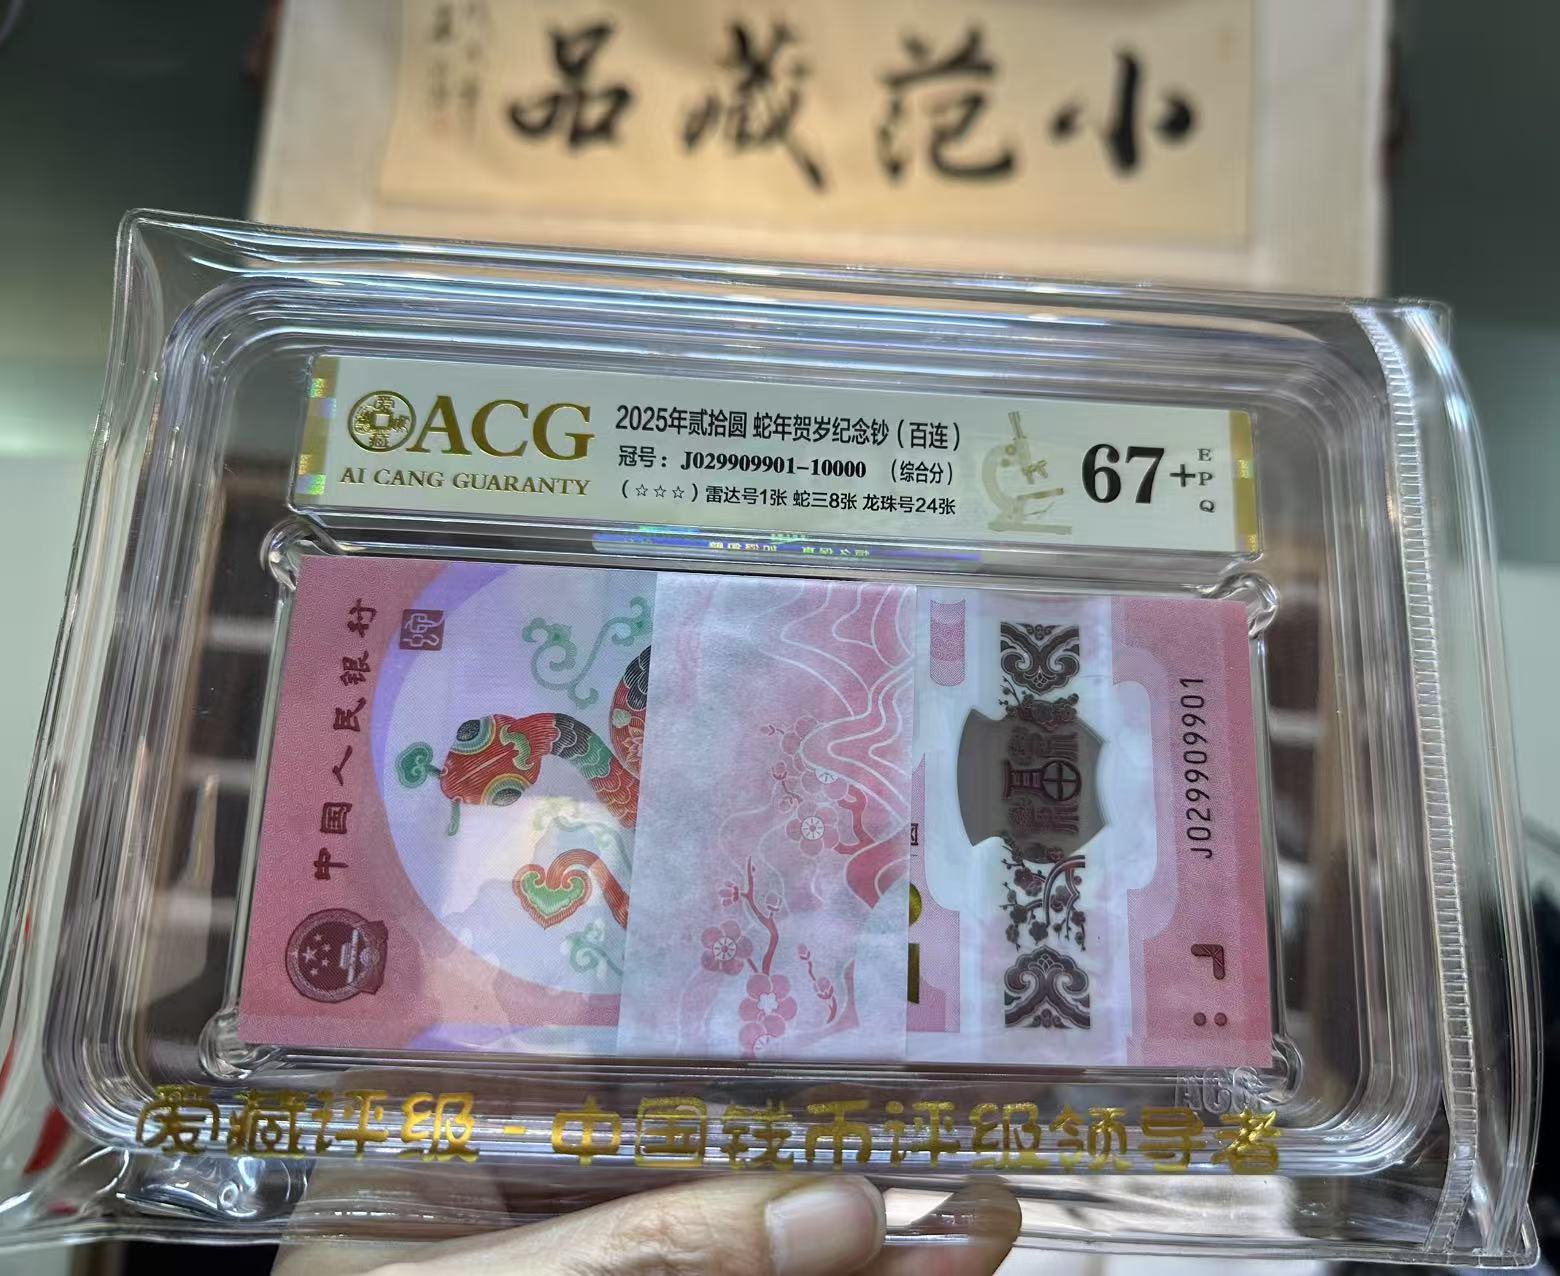 小范藏品
ACG
AI CANG GUARANTY
2025年贰拾圆 蛇年贺岁纪念钞（百连）
冠号：J029909901-10000 （综合分）
（☆☆☆）雷达号1张 蛇三8张 龙珠号24张
67+
EPQ
中国人民银行
J029909901
ACG
爱藏评级-中国钱币评级领导者